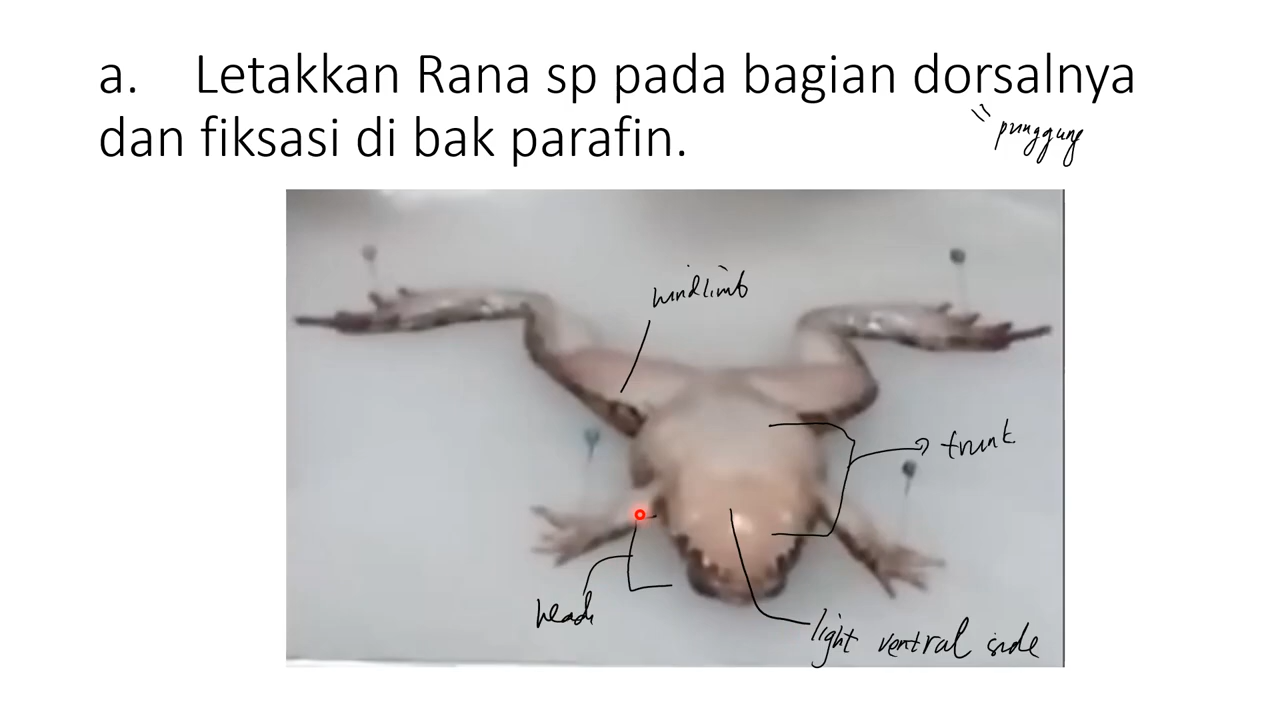 a. Letakkan Rana sp pada bagian dorsalnya
dan fiksasi di bak parafin.
= punggung
hindlimb
trunk
head
light ventral side